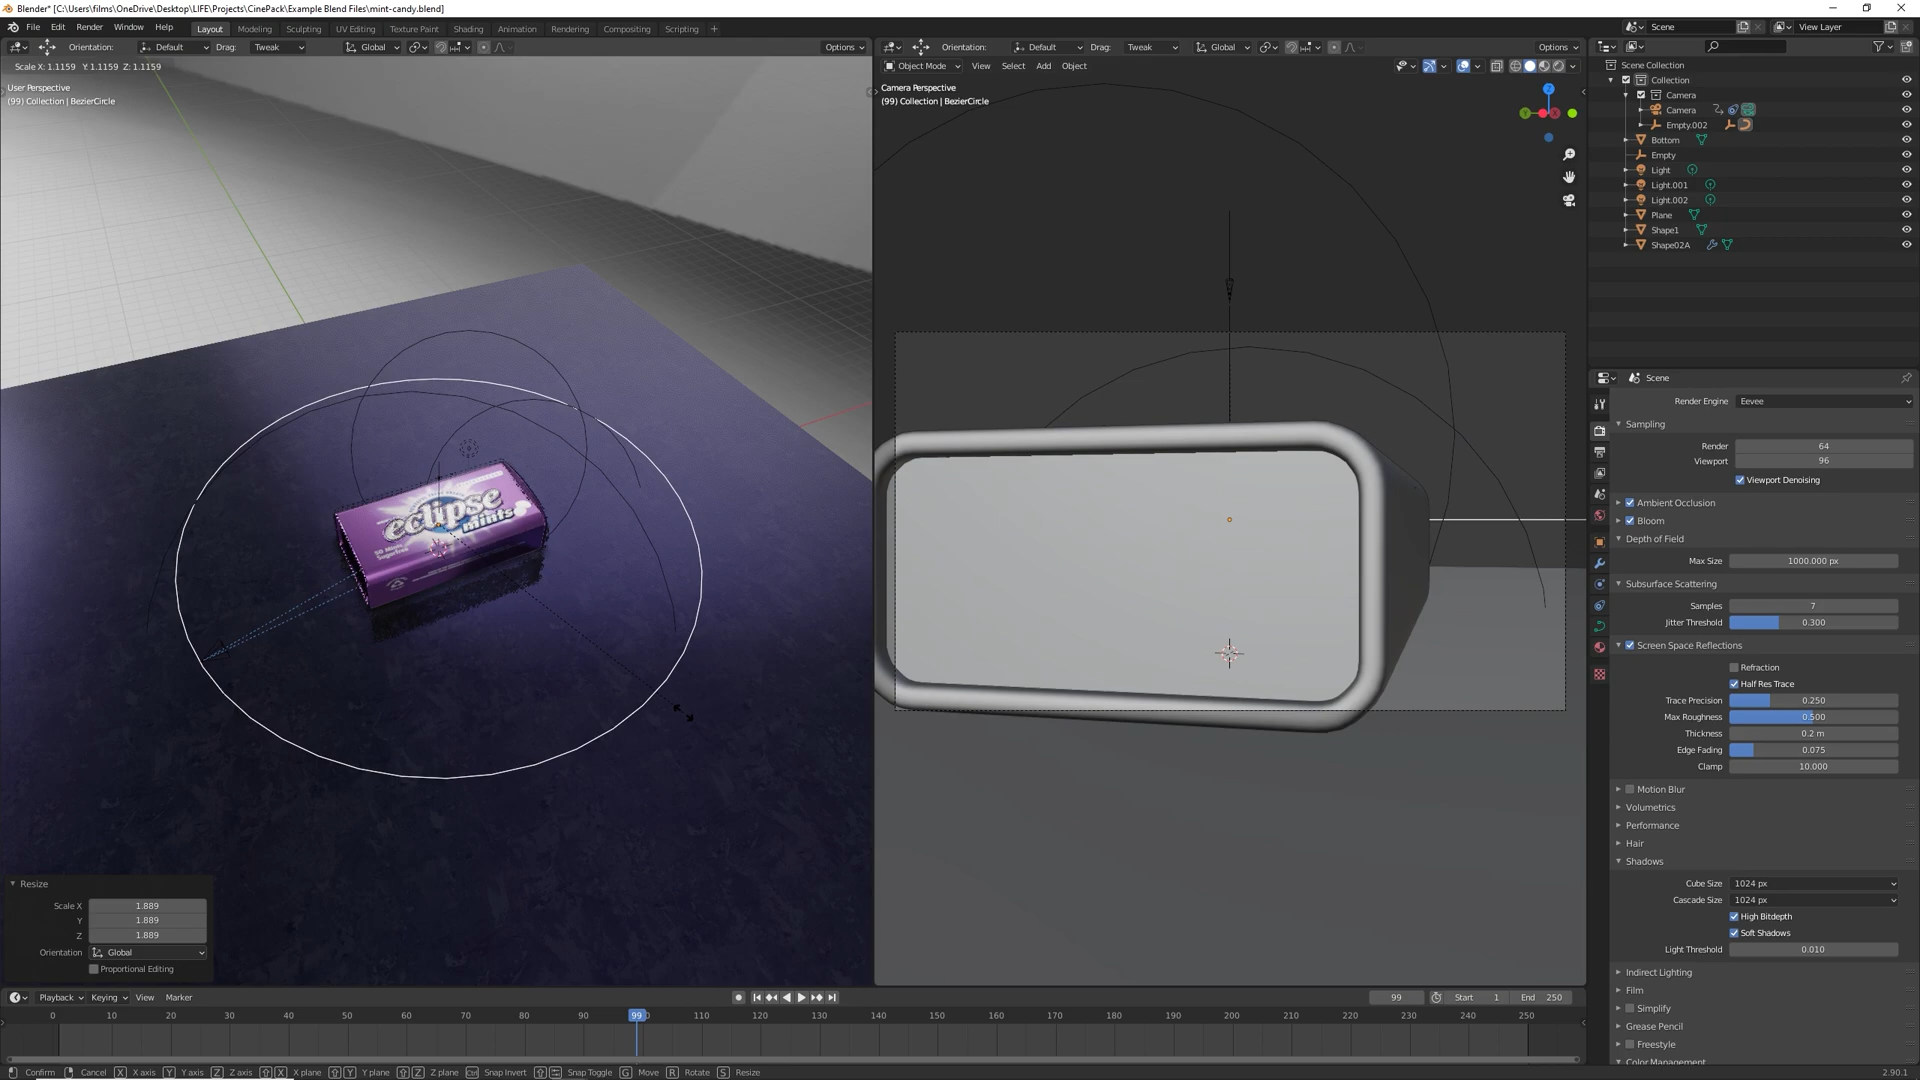 Blender* [C:\Users\films\OneDrive\Desktop\LIFE\Projects\CinePack\Example Blend Files\mint-candy.blend]
File Edit Render Window Help Layout Modeling Sculpting UV Editing Texture Paint Shading Animation Rendering Compositing Scripting + Scene View Layer
Orientation: Default Drag: Tweak Global Options
Orientation: Default Drag: Tweak Global Options
Scale X: 1.1159 Y: 1.1159 Z: 1.1159
Object Mode View Select Add Object
User Perspective
(99) Collection | BezierCircle
Camera Perspective
(99) Collection | BezierCircle
Z
Y
X
Scene Collection
Collection
Camera
Camera
Empty.002
Bottom
Empty
Light
Light.001
Light.002
Plane
Shape1
Shape02A
eclipse
mints
50 Mints
Sugarfree
Scene
Render Engine Eevee
Sampling
Render 64
Viewport 96
Viewport Denoising
Ambient Occlusion
Bloom
Depth of Field
Max Size 1000.000 px
Subsurface Scattering
Samples 7
Jitter Threshold 0.300
Screen Space Reflections
Refraction
Half Res Trace
Trace Precision 0.250
Max Roughness 0.500
Thickness 0.2 m
Edge Fading 0.075
Clamp 10.000
Motion Blur
Volumetrics
Performance
Hair
Shadows
Cube Size 1024 px
Cascade Size 1024 px
High Bitdepth
Soft Shadows
Light Threshold 0.010
Indirect Lighting
Film
Simplify
Grease Pencil
Freestyle
Color Management
Resize
Scale X 1.889
Y 1.889
Z 1.889
Orientation Global
Proportional Editing
Playback Keying View Marker 99 Start 1 End 250
0 10 20 30 40 50 60 70 80 90 99 110 120 130 140 150 160 170 180 190 200 210 220 230 240 250
Confirm Cancel X X axis Y Y axis Z Z axis X X plane Y Y plane Z Z plane Ctrl Snap Invert Snap Toggle G Move R Rotate S Resize 2.90.1